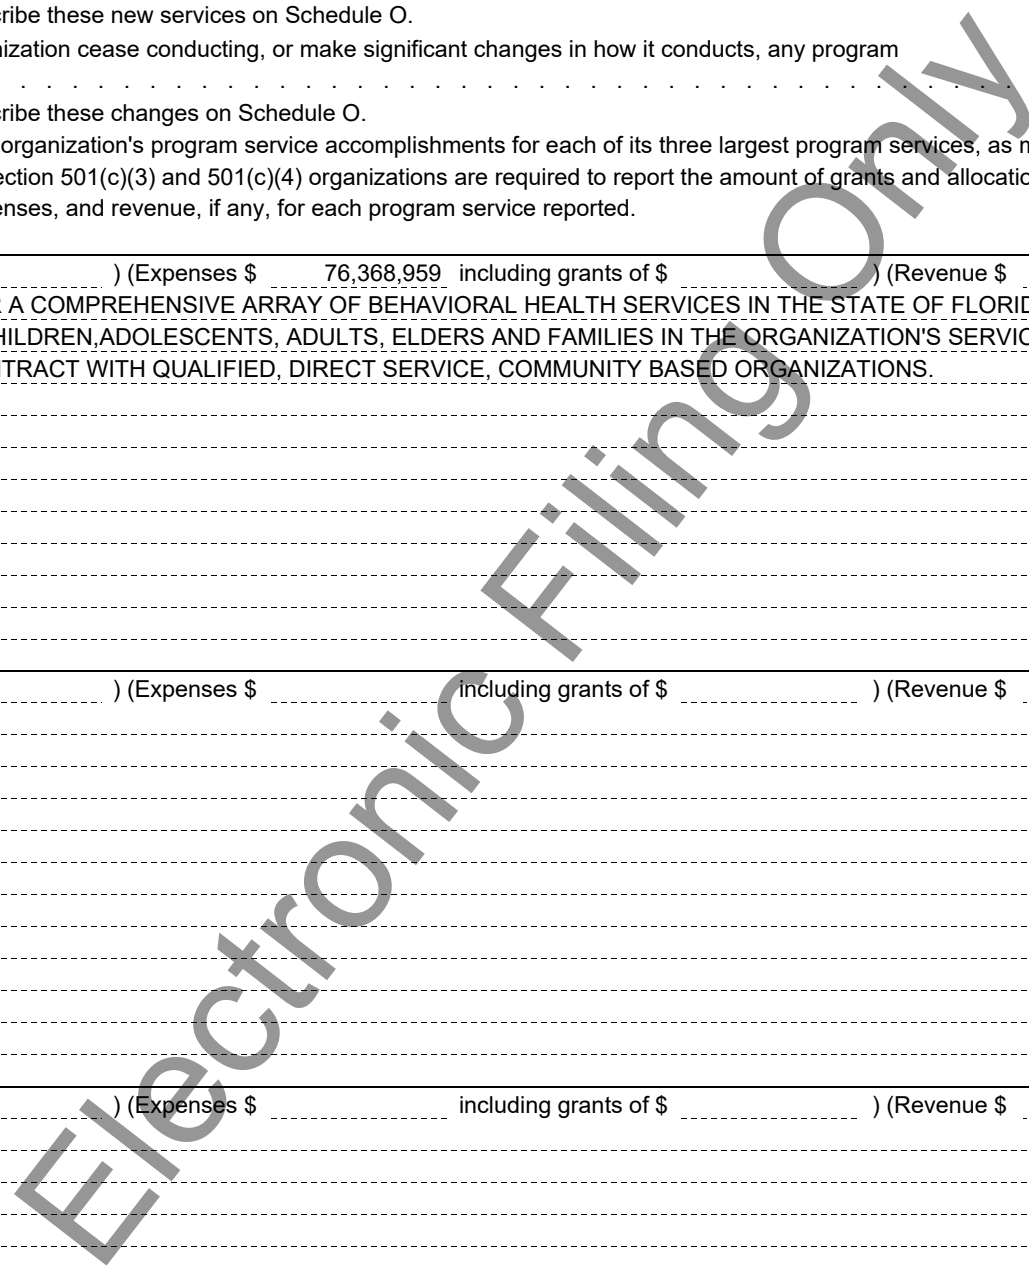 ribe these new services on Schedule O.
nization cease conducting, or make significant changes in how it conducts, any program
. . . . . . . . . . . . . . . . . . . . . . . . . . . . . . . . . . . . . . .
ribe these changes on Schedule O.
organization's program service accomplishments for each of its three largest program services, as m
ection 501(c)(3) and 501(c)(4) organizations are required to report the amount of grants and allocatio
enses, and revenue, if any, for each program service reported.
) (Expenses $ 76,368,959 including grants of $ ) (Revenue $
R A COMPREHENSIVE ARRAY OF BEHAVIORAL HEALTH SERVICES IN THE STATE OF FLORID
HILDREN,ADOLESCENTS, ADULTS, ELDERS AND FAMILIES IN THE ORGANIZATION'S SERVIC
TRACT WITH QUALIFIED, DIRECT SERVICE, COMMUNITY BASED ORGANIZATIONS.
) (Expenses $ including grants of $ ) (Revenue $
) (Expenses $ including grants of $ ) (Revenue $
Electronic Filing Only